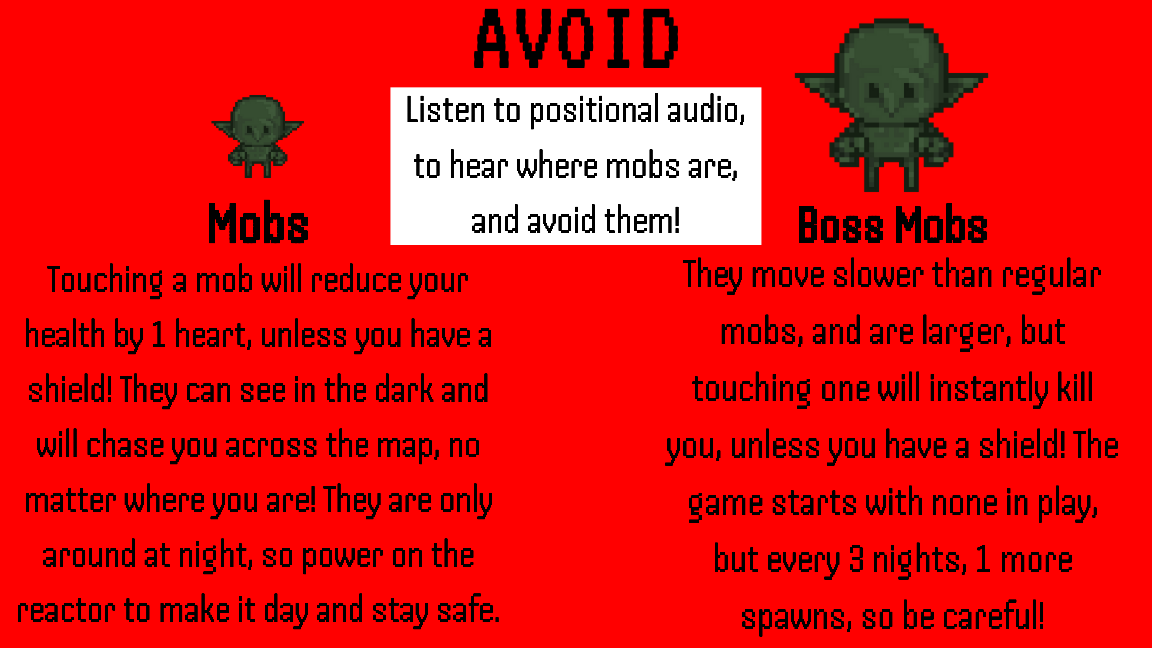 AVOID
Listen to positional audio,
to hear where mobs are,
and avoid them!
Mobs
Touching a mob will reduce your
health by 1 heart, unless you have a
shield! They can see in the dark and
will chase you across the map, no
matter where you are! They are only
around at night, so power on the
reactor to make it day and stay safe.
Boss Mobs
They move slower than regular
mobs, and are larger, but
touching one will instantly kill
you, unless you have a shield! The
game starts with none in play,
but every 3 nights, 1 more
spawns, so be careful!